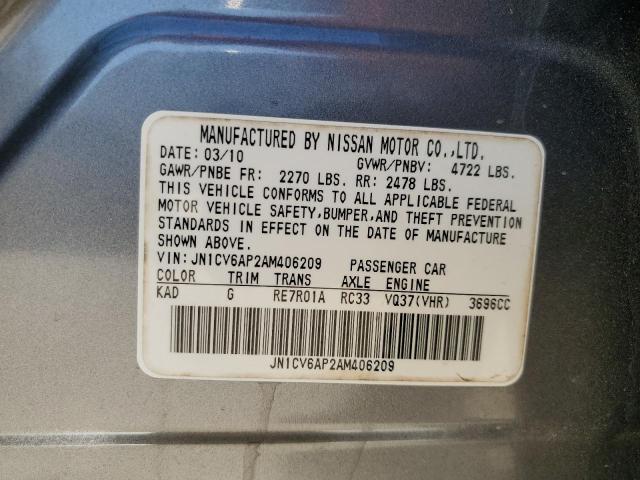 MANUFACTURED BY NISSAN MOTOR CO.,LTD.
DATE: 03/10 GVWR/PNBV: 4722 LBS.
GAWR/PNBE FR: 2270 LBS. RR: 2478 LBS.
THIS VEHICLE CONFORMS TO ALL APPLICABLE FEDERAL
MOTOR VEHICLE SAFETY,BUMPER,AND THEFT PREVENTION
STANDARDS IN EFFECT ON THE DATE OF MANUFACTURE
SHOWN ABOVE.
VIN:JN1CV6AP2AM406209 PASSENGER CAR
COLOR TRIM TRANS AXLE ENGINE
KAD G RE7R01A RC33 VQ37(VHR) 3696CC
JN1CV6AP2AM406209